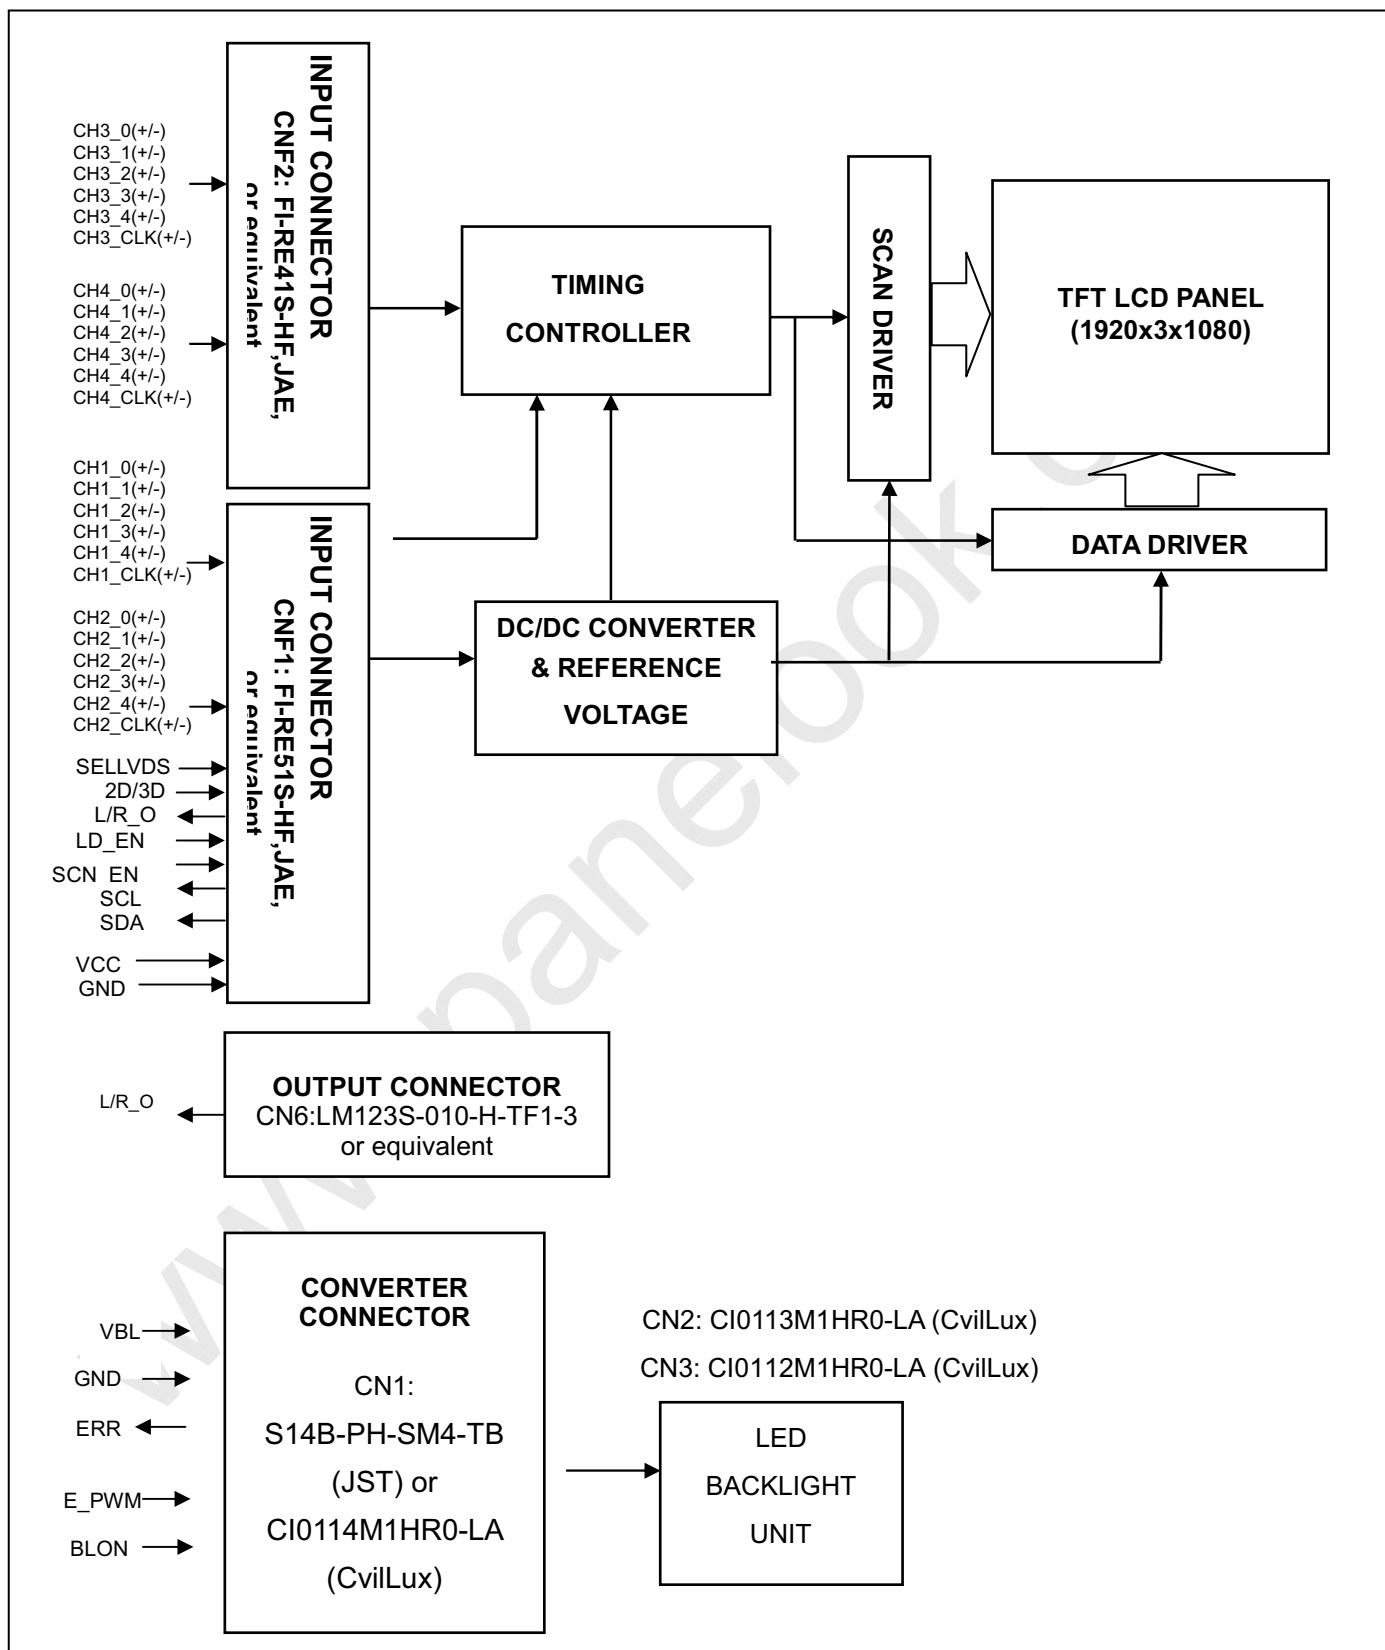 CH3_0(+/-)
CH3_1(+/-)
CH3_2(+/-)
CH3_3(+/-)
CH3_4(+/-)
CH3_CLK(+/-)
CH4_0(+/-)
CH4_1(+/-)
CH4_2(+/-)
CH4_3(+/-)
CH4_4(+/-)
CH4_CLK(+/-)
INPUT CONNECTOR
CNF2: FI-RE41S-HF,JAE,
or equivalent
TIMING
CONTROLLER
SCAN DRIVER
TFT LCD PANEL
(1920x3x1080)
CH1_0(+/-)
CH1_1(+/-)
CH1_2(+/-)
CH1_3(+/-)
CH1_4(+/-)
CH1_CLK(+/-)
CH2_0(+/-)
CH2_1(+/-)
CH2_2(+/-)
CH2_3(+/-)
CH2_4(+/-)
CH2_CLK(+/-)
SELLVDS
2D/3D
L/R_O
LD_EN
SCN_EN
SCL
SDA
VCC
GND
INPUT CONNECTOR
CNF1: FI-RE51S-HF,JAE,
or equivalent
DC/DC CONVERTER
& REFERENCE
VOLTAGE
DATA DRIVER
L/R_O
OUTPUT CONNECTOR
CN6:LM123S-010-H-TF1-3
or equivalent
VBL
GND
ERR
E_PWM
BLON
CONVERTER
CONNECTOR
CN1:
S14B-PH-SM4-TB
(JST) or
CI0114M1HR0-LA
(CvilLux)
CN2: CI0113M1HR0-LA (CvilLux)
CN3: CI0112M1HR0-LA (CvilLux)
LED
BACKLIGHT
UNIT